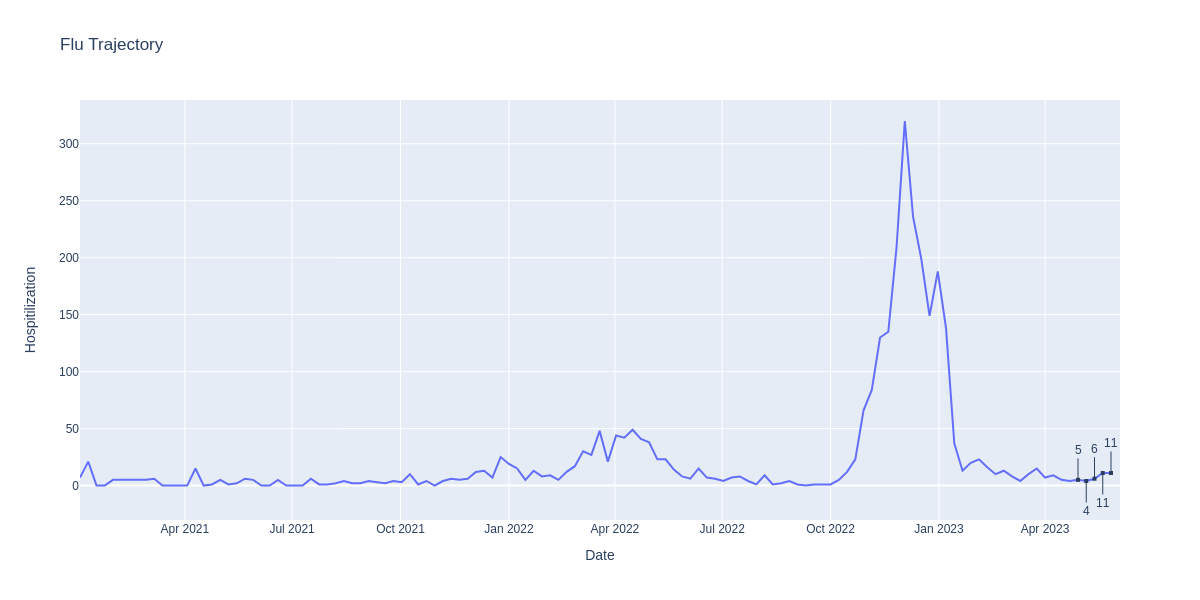 Flu Trajectory
Hospitilization
300
250
200
150
100
50
0
5
4
6
11
11
Apr 2021
Jul 2021
Oct 2021
Jan 2022
Apr 2022
Jul 2022
Oct 2022
Jan 2023
Apr 2023
Date